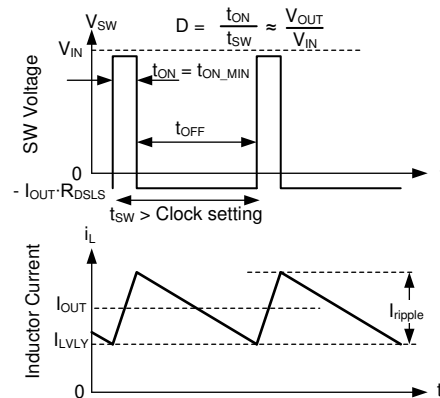 V_SW
D = t_ON / t_SW ≈ V_OUT / V_IN
V_IN
t_ON = t_ON_MIN
SW Voltage
t_OFF
0
- I_OUT·R_DSLS
t_SW > Clock setting
i_L
Inductor Current
I_OUT
I_ripple
I_LVLY
0
t